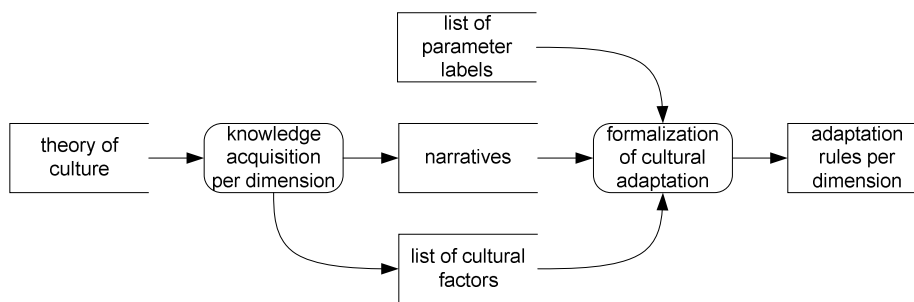 list of
parameter
labels
theory of
culture
knowledge
acquisition
per dimension
narratives
formalization
of cultural
adaptation
adaptation
rules per
dimension
list of cultural
factors